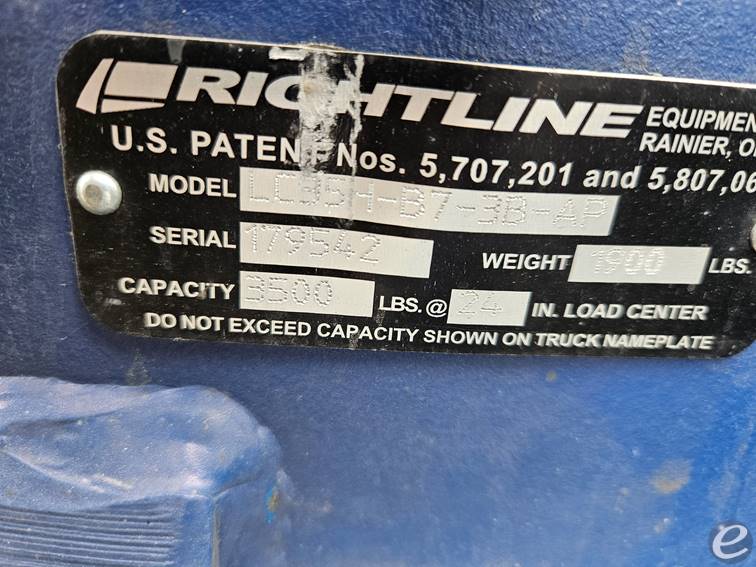 RIGHTLINE EQUIPMEN
RAINIER, O
U.S. PATENT Nos. 5,707,201 and 5,807,06
MODEL LC35H-B7-3B-AP
SERIAL 179542 WEIGHT 1900 LBS.
CAPACITY 3500 LBS. @ 24 IN. LOAD CENTER
DO NOT EXCEED CAPACITY SHOWN ON TRUCK NAMEPLATE
e